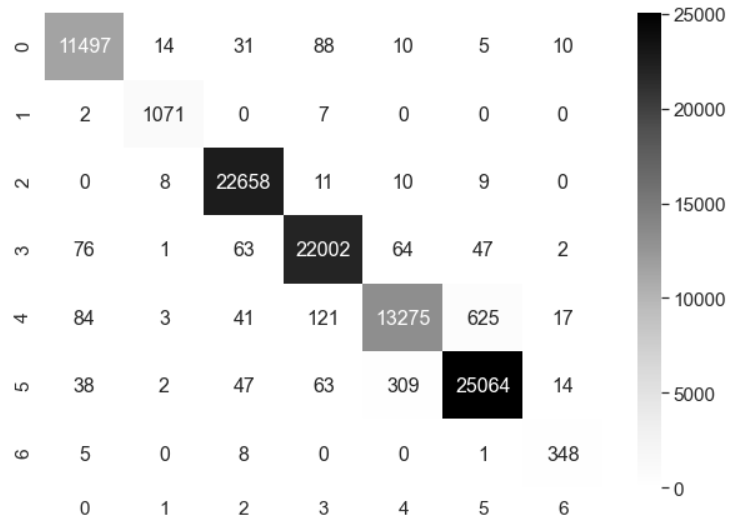 0 11497 14 31 88 10 5 10
1 2 1071 0 7 0 0 0
2 0 8 22658 11 10 9 0
3 76 1 63 22002 64 47 2
4 84 3 41 121 13275 625 17
5 38 2 47 63 309 25064 14
6 5 0 8 0 0 1 348
0 1 2 3 4 5 6
25000
20000
15000
10000
5000
0